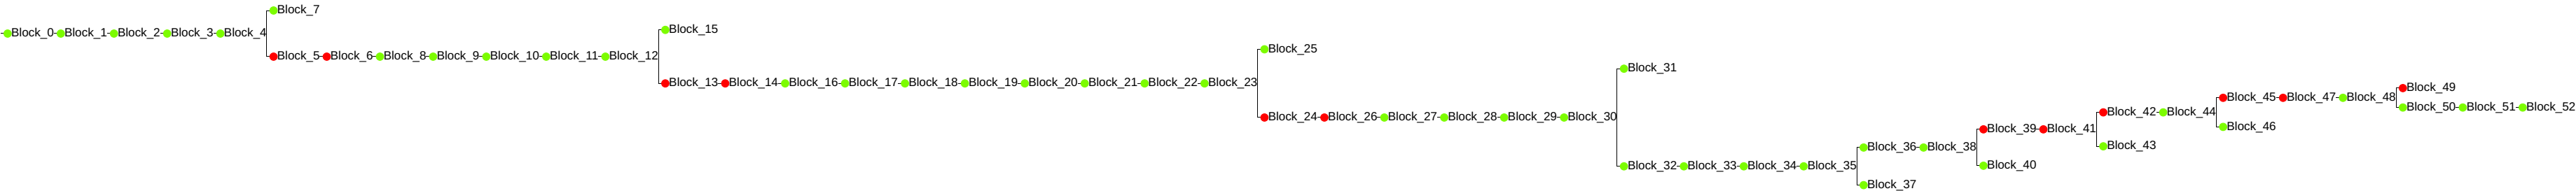 Block_7
Block_0 Block_1 Block_2 Block_3 Block_4
Block_5 Block_6 Block_8 Block_9 Block_10 Block_11 Block_12
Block_15
Block_13 Block_14 Block_16 Block_17 Block_18 Block_19 Block_20 Block_21 Block_22 Block_23
Block_25
Block_24 Block_26 Block_27 Block_28 Block_29 Block_30
Block_31
Block_32 Block_33 Block_34 Block_35
Block_36 Block_38
Block_37
Block_39 Block_41
Block_40
Block_42 Block_44
Block_43
Block_45 Block_47 Block_48
Block_46
Block_49
Block_50 Block_51 Block_52